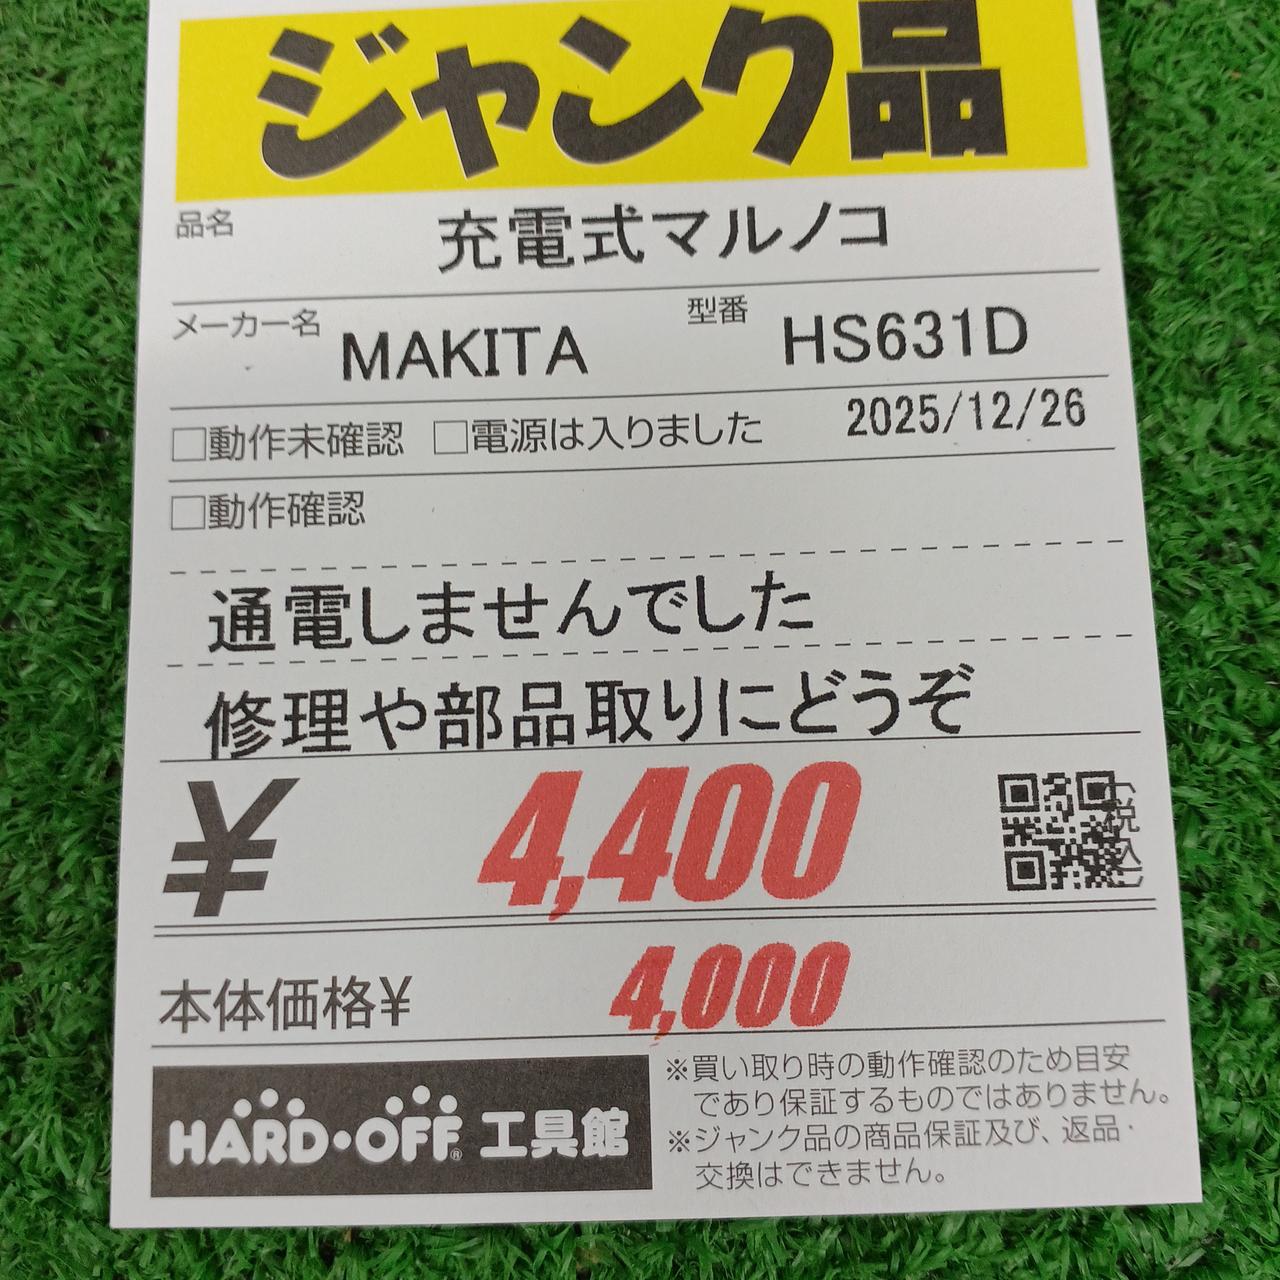 ジャンク品
品名 充電式マルノコ
メーカー名 MAKITA 型番 HS631D
□動作未確認 □電源は入りました 2025/12/26
□動作確認
通電しませんでした
修理や部品取りにどうぞ
¥ 4,400 (税込)
本体価格¥ 4,000
HARD・OFF® 工具館
※買い取り時の動作確認のため目安
であり保証するものではありません。
※ジャンク品の商品保証及び、返品・
交換はできません。